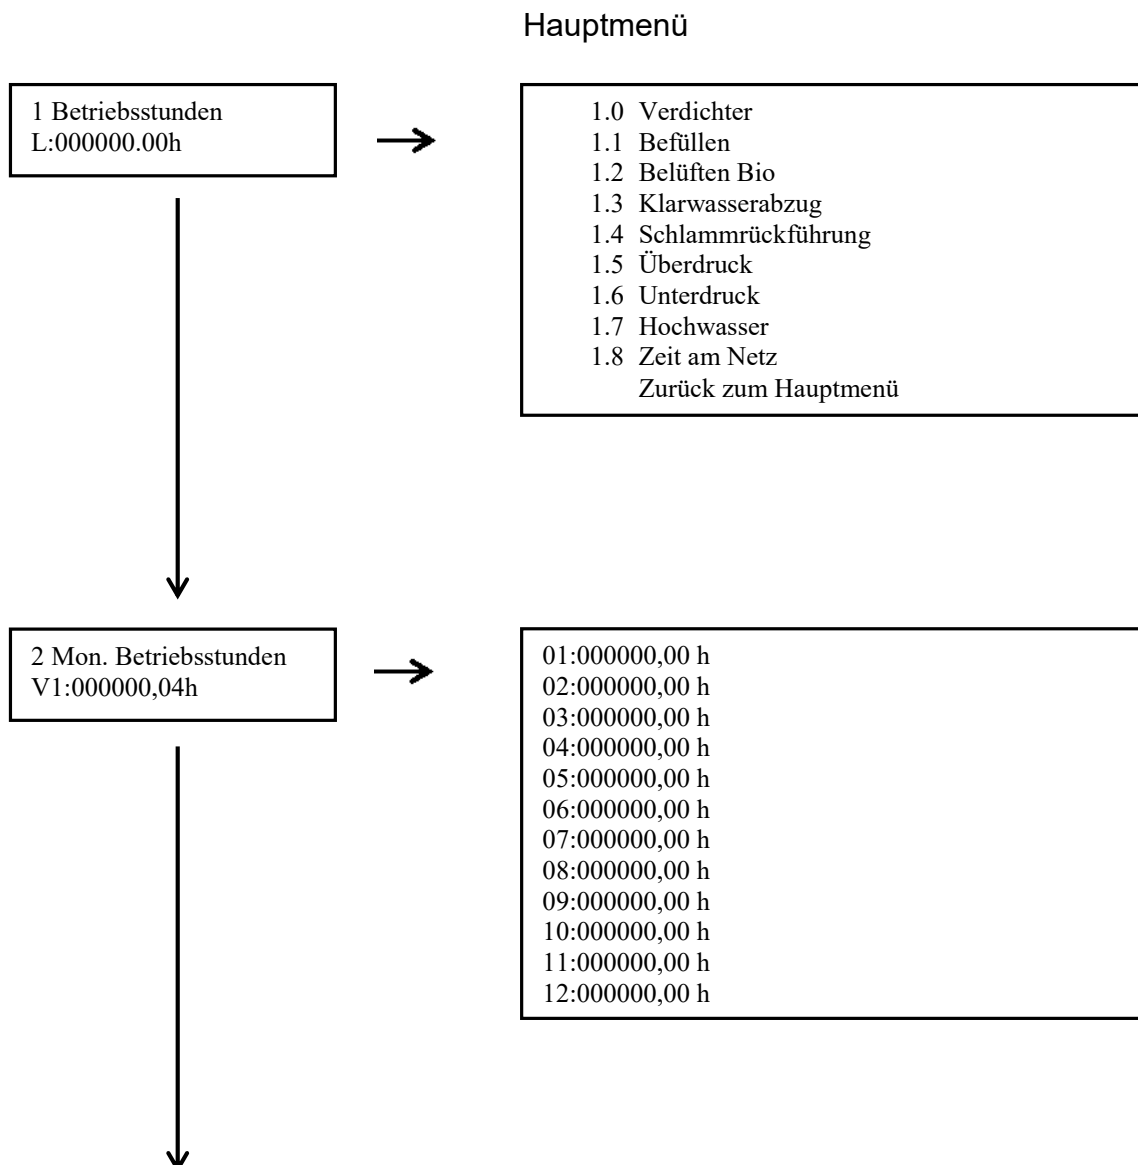 Hauptmenü
1 Betriebsstunden
L:000000.00h
1.0 Verdichter
1.1 Befüllen
1.2 Belüften Bio
1.3 Klarwasserabzug
1.4 Schlammrückführung
1.5 Überdruck
1.6 Unterdruck
1.7 Hochwasser
1.8 Zeit am Netz
Zurück zum Hauptmenü
2 Mon. Betriebsstunden
V1:000000,04h
01:000000,00 h
02:000000,00 h
03:000000,00 h
04:000000,00 h
05:000000,00 h
06:000000,00 h
07:000000,00 h
08:000000,00 h
09:000000,00 h
10:000000,00 h
11:000000,00 h
12:000000,00 h